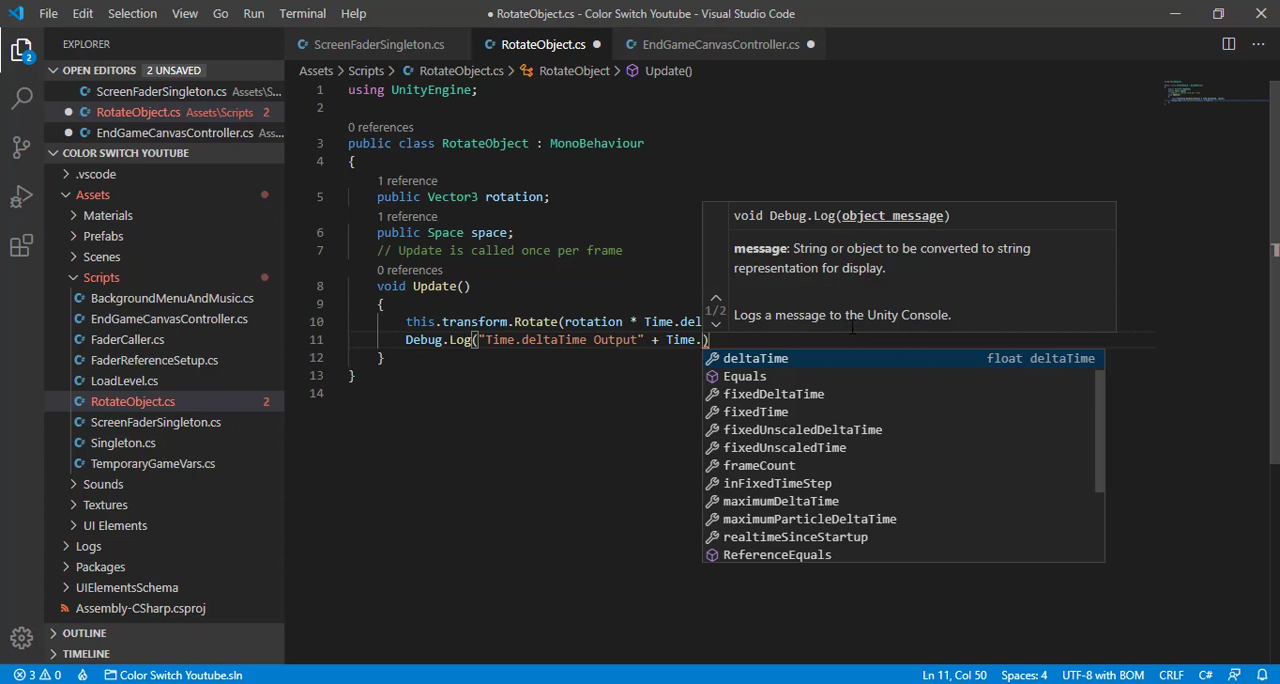 File Edit Selection View Go Run Terminal Help
● RotateObject.cs - Color Switch Youtube - Visual Studio Code
2
EXPLORER
OPEN EDITORS 2 UNSAVED
ScreenFaderSingleton.cs Assets\S...
RotateObject.cs Assets\Scripts 2
EndGameCanvasController.cs Ass...
COLOR SWITCH YOUTUBE
.vscode
Assets
Materials
Prefabs
Scenes
Scripts
BackgroundMenuAndMusic.cs
EndGameCanvasController.cs
FaderCaller.cs
FaderReferenceSetup.cs
LoadLevel.cs
RotateObject.cs 2
ScreenFaderSingleton.cs
Singleton.cs
TemporaryGameVars.cs
Sounds
Textures
UI Elements
Logs
Packages
UIElementsSchema
Assembly-CSharp.csproj
OUTLINE
TIMELINE
ScreenFaderSingleton.cs RotateObject.cs ● EndGameCanvasController.cs ●
Assets > Scripts > RotateObject.cs > RotateObject > Update()
1 using UnityEngine;
2
0 references
3 public class RotateObject : MonoBehaviour
4 {
1 reference
5 public Vector3 rotation;
1 reference
6 public Space space;
7 // Update is called once per frame
0 references
8 void Update()
9 {
10 this.transform.Rotate(rotation * Time.del
11 Debug.Log("Time.deltaTime Output" + Time.)
12 }
13 }
14
void Debug.Log(object message)
message: String or object to be converted to string
representation for display.
1/2
Logs a message to the Unity Console.
deltaTime float deltaTime
Equals
fixedDeltaTime
fixedTime
fixedUnscaledDeltaTime
fixedUnscaledTime
frameCount
inFixedTimeStep
maximumDeltaTime
maximumParticleDeltaTime
realtimeSinceStartup
ReferenceEquals
3 0 Color Switch Youtube.sln Ln 11, Col 50 Spaces: 4 UTF-8 with BOM CRLF C#